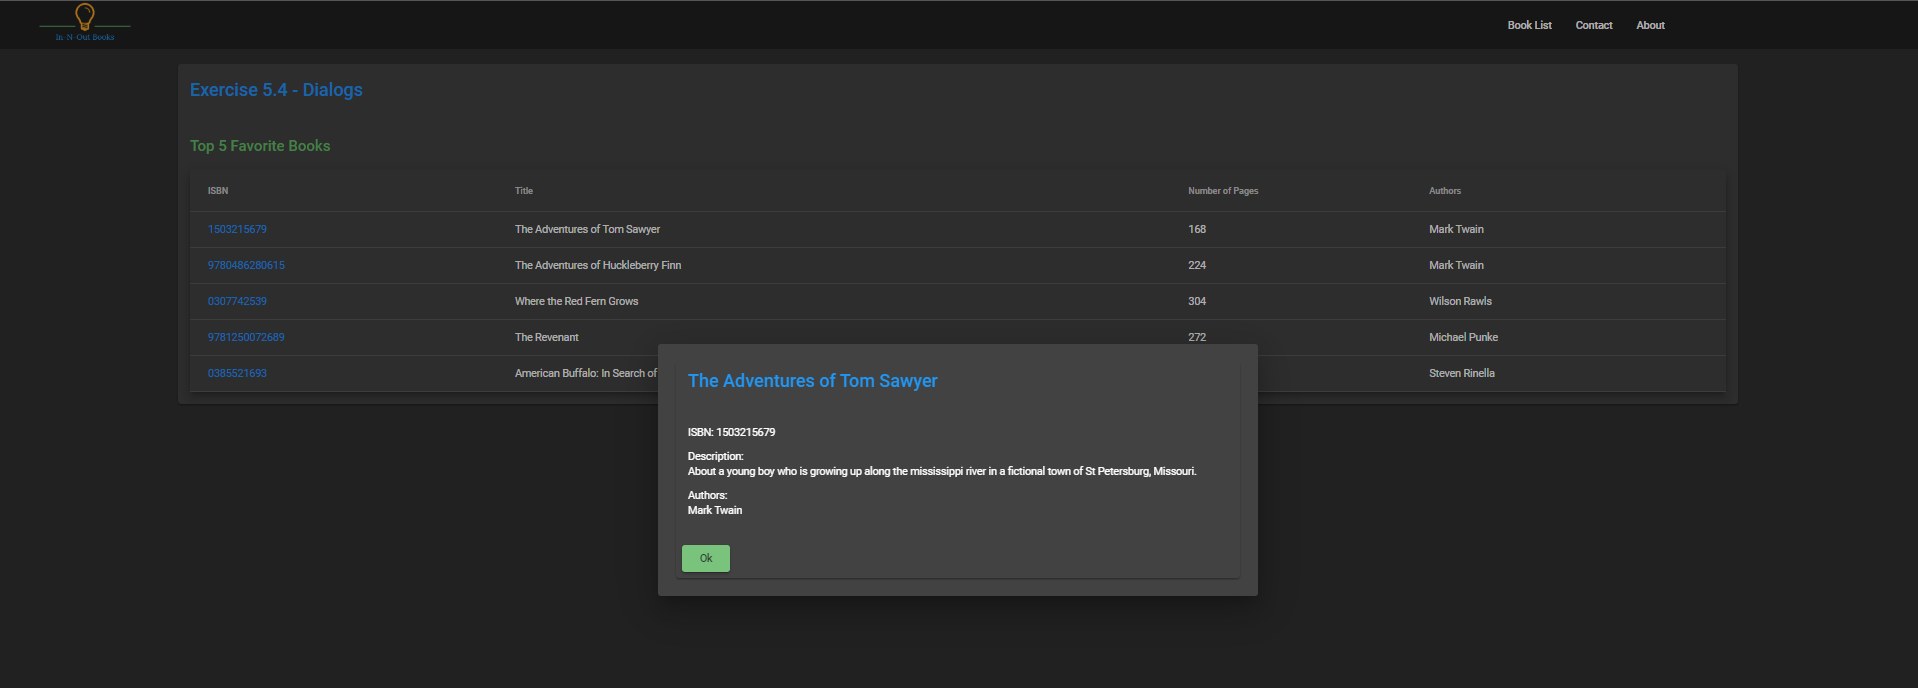 In-N-Out Books
Book List Contact About
Exercise 5.4 - Dialogs
Top 5 Favorite Books
ISBN Title Number of Pages Authors
1503215679 The Adventures of Tom Sawyer 168 Mark Twain
9780486280615 The Adventures of Huckleberry Finn 224 Mark Twain
0307742539 Where the Red Fern Grows 304 Wilson Rawls
9781250072689 The Revenant 272 Michael Punke
0385521693 American Buffalo: In Search of Steven Rinella
The Adventures of Tom Sawyer
ISBN: 1503215679
Description:
About a young boy who is growing up along the mississippi river in a fictional town of St Petersburg, Missouri.
Authors:
Mark Twain
Ok